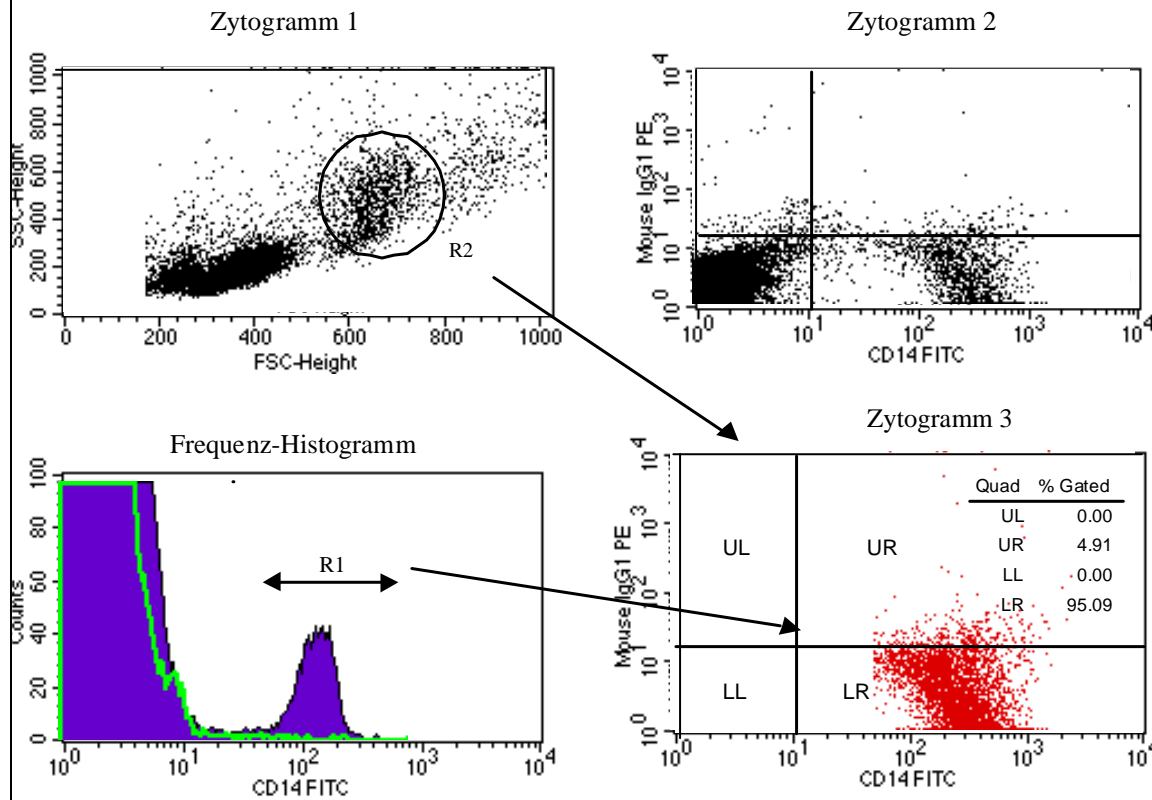 Zytogramm 1
1000
800
600
400
200
0
SSC-Height
R2
0 200 400 600 800 1000
FSC-Height
Zytogramm 2
10^4
10^3
10^2
10^1
10^0
Mouse IgG1 PE
10^0 10^1 10^2 10^3 10^4
CD14 FITC
Frequenz-Histogramm
100
80
60
40
20
0
Counts
R1
10^0 10^1 10^2 10^3 10^4
CD14 FITC
Zytogramm 3
10^4
10^3
10^2
10^1
10^0
Mouse IgG1 PE
Quad % Gated
UL 0.00
UR 4.91
LL 0.00
LR 95.09
UL UR
LL LR
10^0 10^1 10^2 10^3 10^4
CD14 FITC